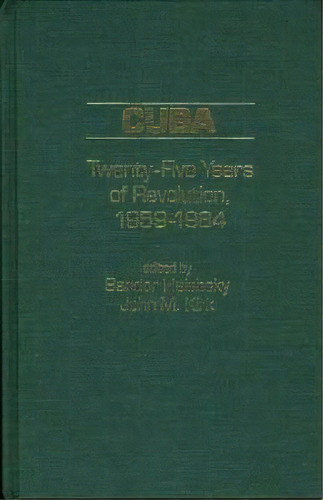 CUBA
Twenty-Five Years
of Revolution,
1959-1984
edited by
Sandor Halebsky
John M. Kirk